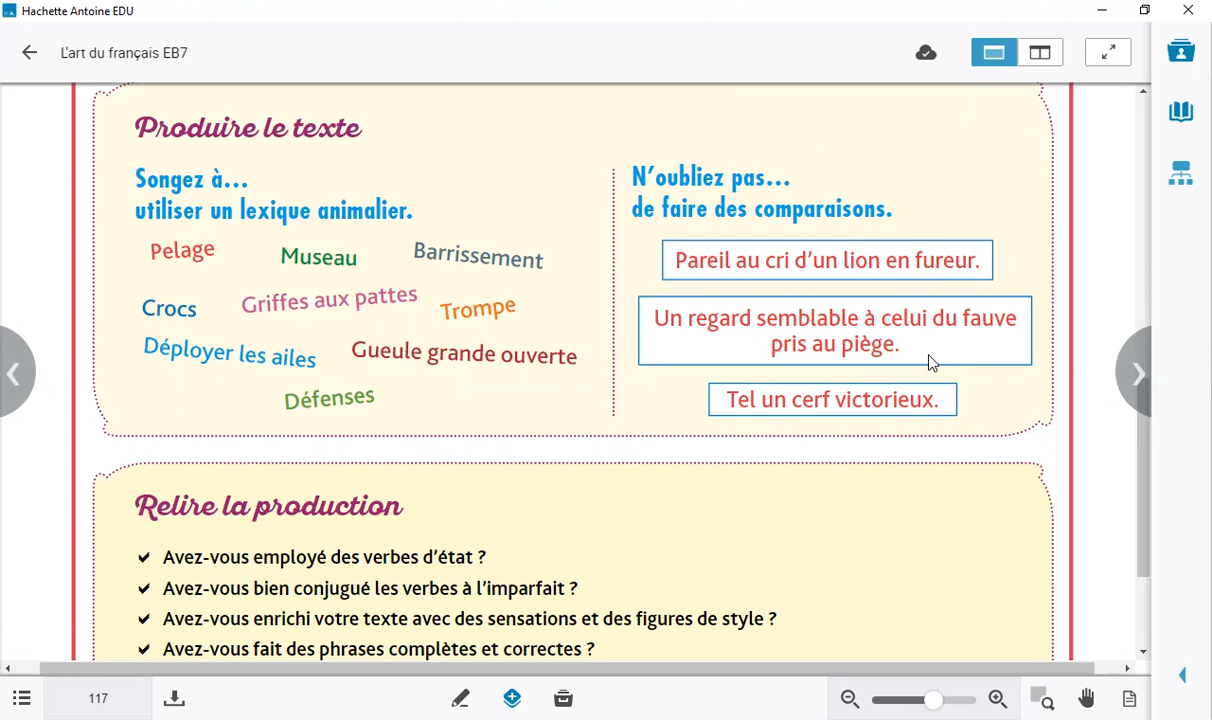 Hachette Antoine EDU
L'art du français EB7
Produire le texte
Songez à...
utiliser un lexique animalier.
Pelage
Museau
Barrissement
Crocs
Griffes aux pattes
Trompe
Déployer les ailes
Gueule grande ouverte
Défenses
N'oubliez pas...
de faire des comparaisons.
Pareil au cri d'un lion en fureur.
Un regard semblable à celui du fauve
pris au piège.
Tel un cerf victorieux.
Relire la production
Avez-vous employé des verbes d'état ?
Avez-vous bien conjugué les verbes à l'imparfait ?
Avez-vous enrichi votre texte avec des sensations et des figures de style ?
Avez-vous fait des phrases complètes et correctes ?
117